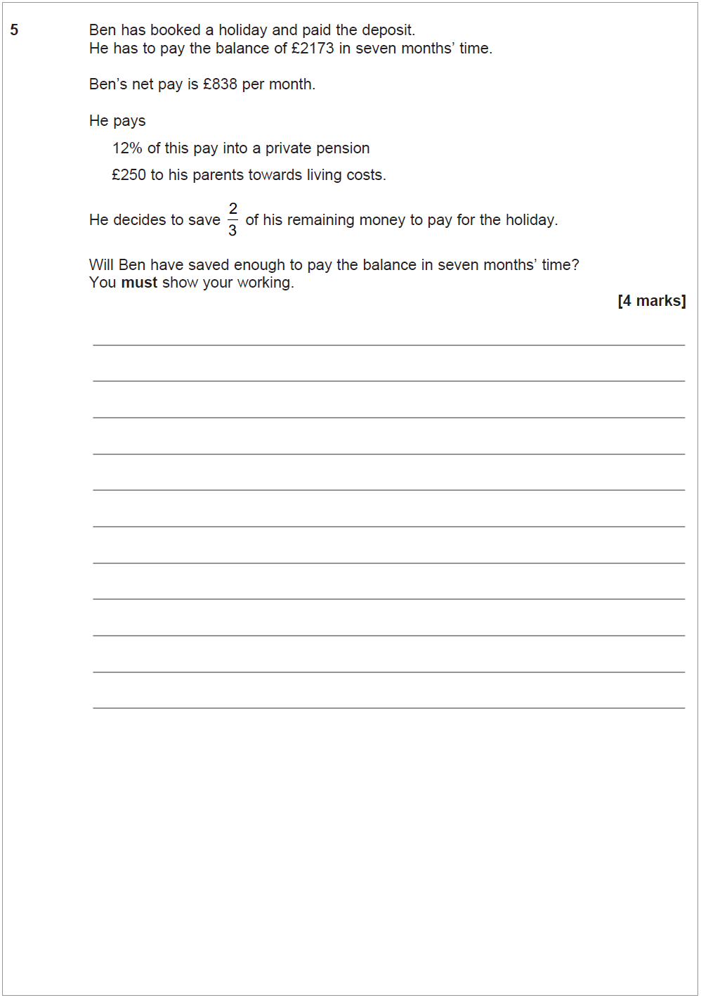 5 Ben has booked a holiday and paid the deposit.
He has to pay the balance of £2173 in seven months’ time.
Ben’s net pay is £838 per month.
He pays
12% of this pay into a private pension
£250 to his parents towards living costs.
He decides to save 2/3 of his remaining money to pay for the holiday.
Will Ben have saved enough to pay the balance in seven months’ time?
You must show your working.
[4 marks]